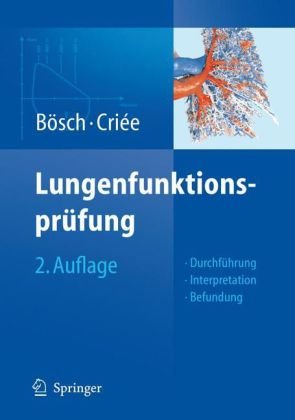 Bösch · Criée
Lungenfunktions-
prüfung
2. Auflage
· Durchführung
· Interpretation
· Befundung
Springer